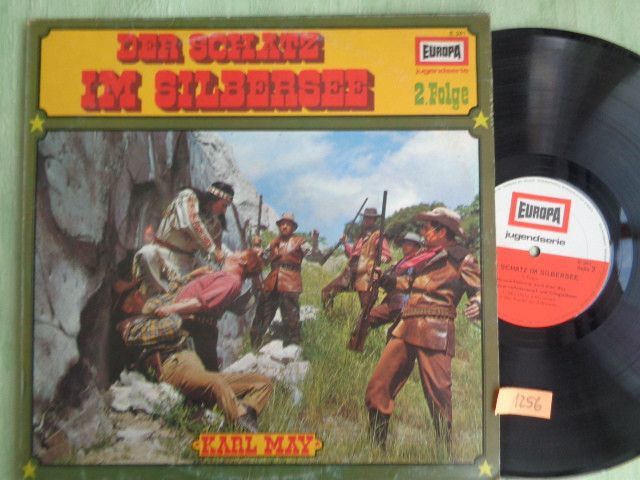 DER SCHATZ
IM SILBERSEE
EUROPA
jugendserie
2. Folge
KARL MAY
EUROPA
jugendserie
SCHATZ IM SILBERSEE
1256